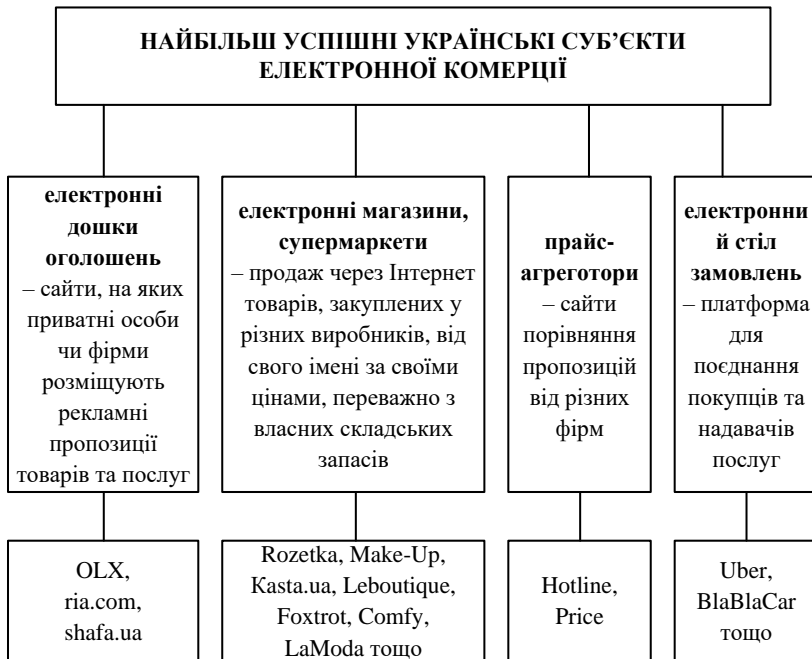 НАЙБІЛЬШ УСПІШНІ УКРАЇНСЬКІ СУБ’ЄКТИ
ЕЛЕКТРОННОЇ КОМЕРЦІЇ
електронні
дошки
оголошень
– сайти, на яких
приватні особи
чи фірми
розміщують
рекламні
пропозиції
товарів та послуг
електронні магазини,
супермаркети
– продаж через Інтернет
товарів, закуплених у
різних виробників, від
свого імені за своїми
цінами, переважно з
власних складських
запасів
прайс-
агреготори
– сайти
порівняння
пропозицій
від різних
фірм
електронни
й стіл
замовлень
– платформа
для
поєднання
покупців та
надавачів
послуг
OLX,
ria.com,
shafa.ua
Rozetka, Make-Up,
Kasta.ua, Leboutique,
Foxtrot, Comfy,
LaModa тощо
Hotline,
Price
Uber,
BlaBlaCar
тощо